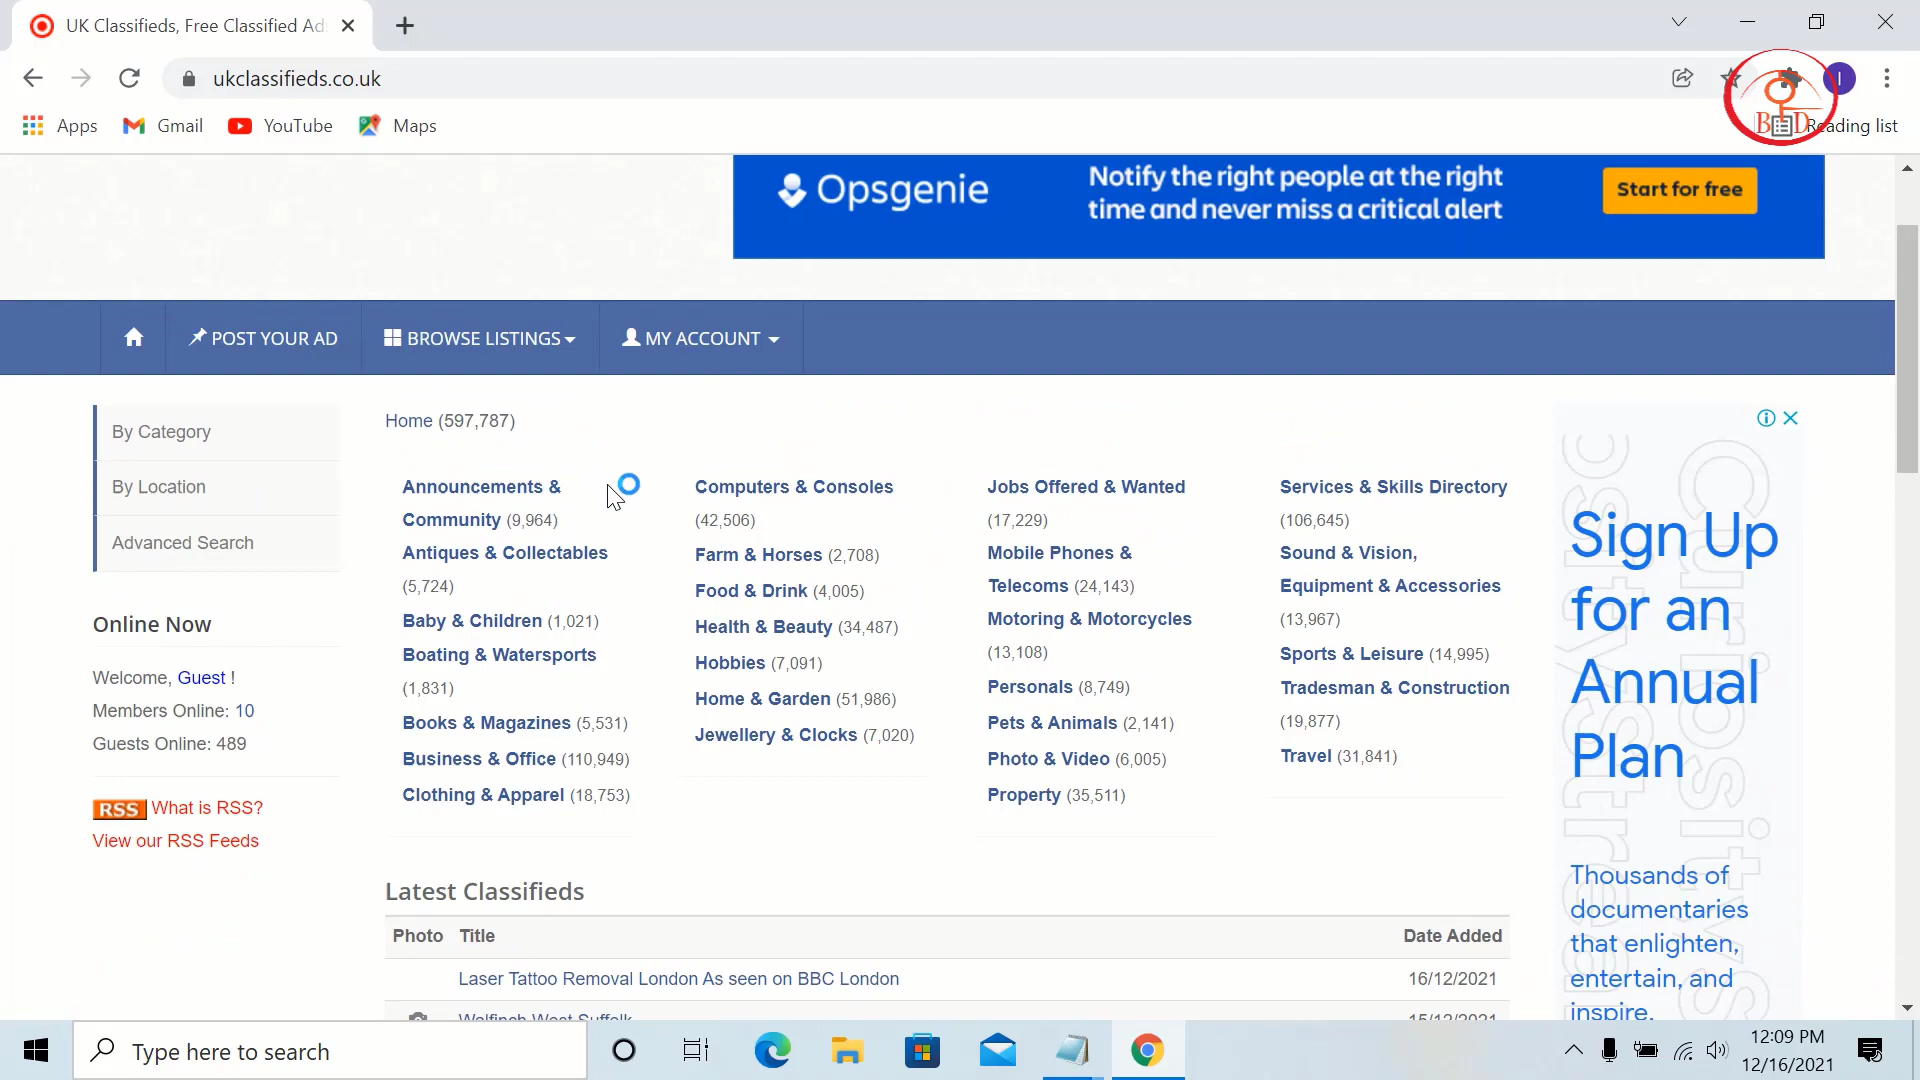 UK Classifieds, Free Classified Ad
ukclassifieds.co.uk
I
Apps
Gmail
YouTube
Maps
B D
Reading list
Opsgenie
Notify the right people at the right
time and never miss a critical alert
Start for free
POST YOUR AD
BROWSE LISTINGS
MY ACCOUNT
By Category
By Location
Advanced Search
Online Now
Welcome, Guest !
Members Online: 10
Guests Online: 489
RSS What is RSS?
View our RSS Feeds
Home (597,787)
Announcements &
Community (9,964)
Antiques & Collectables
(5,724)
Baby & Children (1,021)
Boating & Watersports
(1,831)
Books & Magazines (5,531)
Business & Office (110,949)
Clothing & Apparel (18,753)
Computers & Consoles
(42,506)
Farm & Horses (2,708)
Food & Drink (4,005)
Health & Beauty (34,487)
Hobbies (7,091)
Home & Garden (51,986)
Jewellery & Clocks (7,020)
Jobs Offered & Wanted
(17,229)
Mobile Phones &
Telecoms (24,143)
Motoring & Motorcycles
(13,108)
Personals (8,749)
Pets & Animals (2,141)
Photo & Video (6,005)
Property (35,511)
Services & Skills Directory
(106,645)
Sound & Vision,
Equipment & Accessories
(13,967)
Sports & Leisure (14,995)
Tradesman & Construction
(19,877)
Travel (31,841)
Latest Classifieds
Photo Title Date Added
Laser Tattoo Removal London As seen on BBC London 16/12/2021
Walfinch West Suffolk 15/12/2021
Sign Up
for an
Annual
Plan
Thousands of
documentaries
that enlighten,
entertain, and
inspire.
Type here to search
12:09 PM
12/16/2021